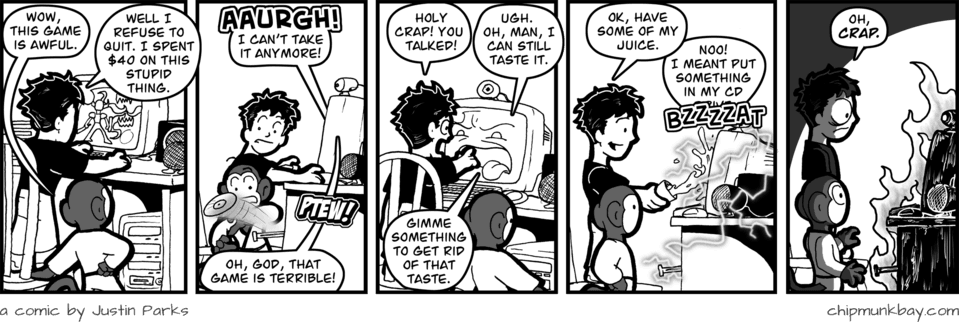 WOW,
THIS GAME
IS AWFUL.
WELL I
REFUSE TO
QUIT. I SPENT
$40 ON THIS
STUPID
THING.
AAURGH!
I CAN'T TAKE
IT ANYMORE!
PTEW!
OH, GOD, THAT
GAME IS TERRIBLE!
HOLY
CRAP! YOU
TALKED!
UGH.
OH, MAN, I
CAN STILL
TASTE IT.
GIMME
SOMETHING
TO GET RID
OF THAT
TASTE.
OK, HAVE
SOME OF MY
JUICE.
NOO!
I MEANT PUT
SOMETHING
IN MY CD
BZZZZAT
OH,
CRAP.
a comic by Justin Parks
chipmunkbay.com